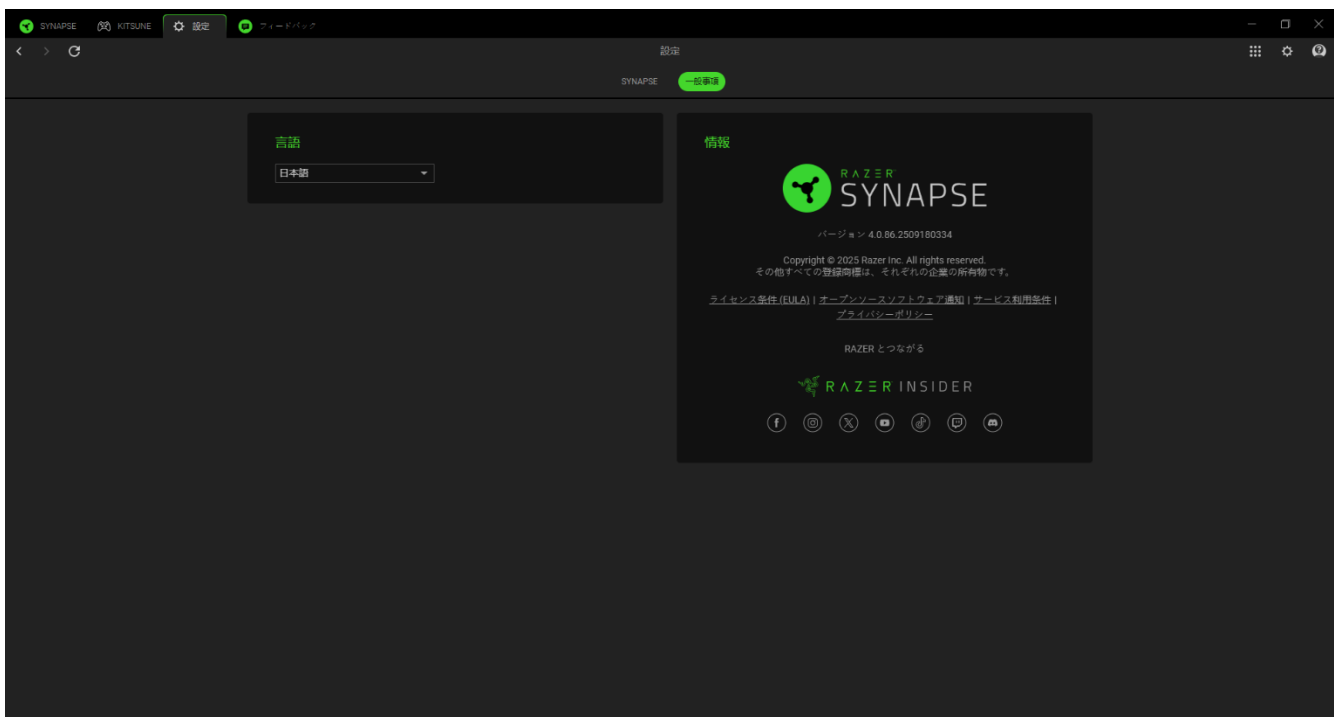 SYNAPSE KITSUNE 設定 フィードバック
設定
SYNAPSE 一般事項
言語
日本語
情報
RAZER
SYNAPSE
バージョン 4.0.86.2509180334
Copyright © 2025 Razer Inc. All rights reserved.
その他すべての登録商標は、それぞれの企業の所有物です。
ライセンス条件 (EULA) | オープンソースソフトウェア通知 | サービス利用条件 |
プライバシーポリシー
RAZER とつながる
RAZER INSIDER